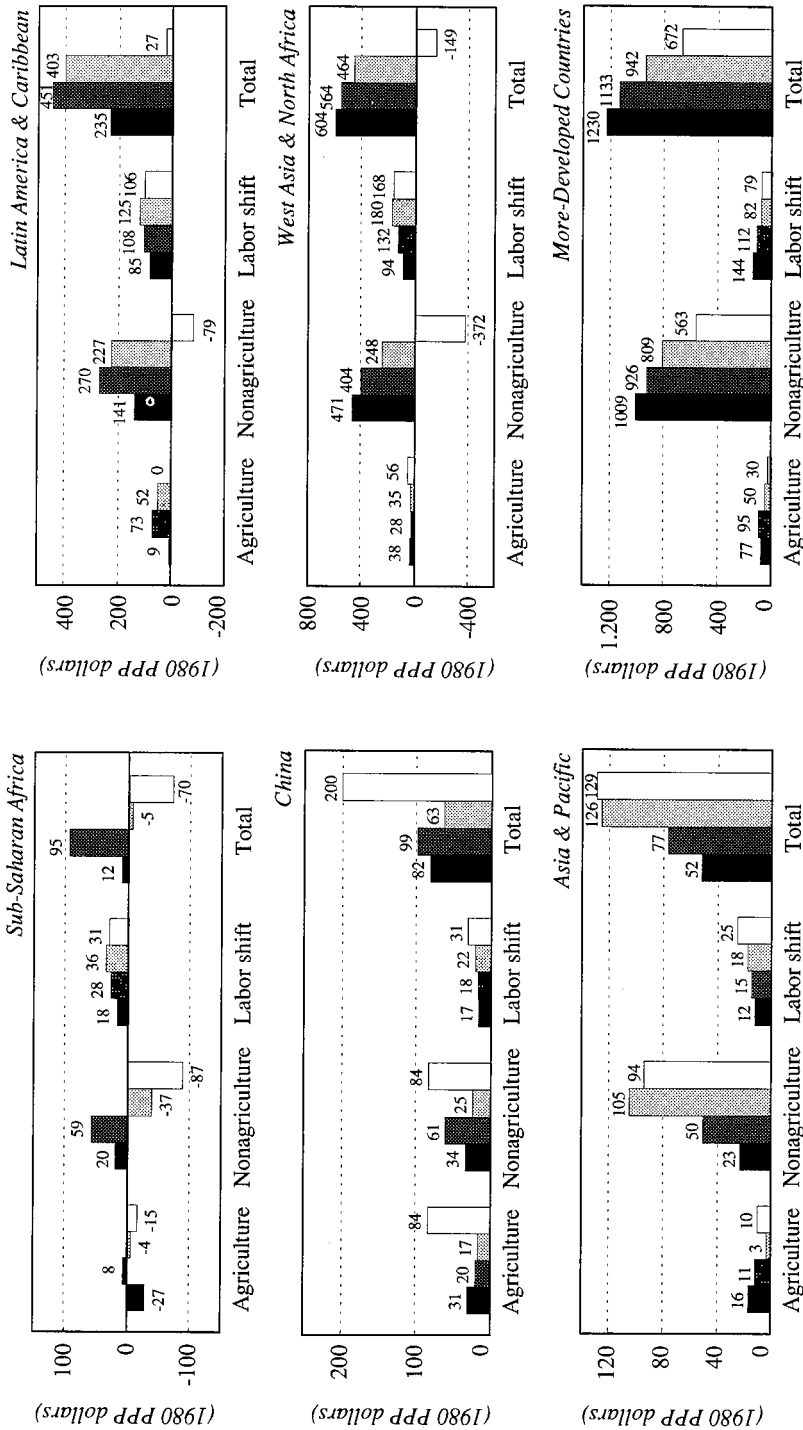 Sub-Saharan Africa
(1980 PPP dollars)
100
0
-100
-27 8 -4 -15
20 59 -37 -87
18 28 36 31
12 95 -5 -70
Agriculture Nonagriculture Labor shift Total
Latin America & Caribbean
(1980 PPP dollars)
400
200
0
-200
9 73 52 0
141 270 227 -79
85 108 125 106
235 451 403 27
Agriculture Nonagriculture Labor shift Total
China
(1980 PPP dollars)
200
100
0
31 20 17 84
34 61 25 84
17 18 22 31
82 99 63 200
Agriculture Nonagriculture Labor shift Total
West Asia & North Africa
(1980 PPP dollars)
800
400
0
-400
38 28 35 56
471 404 248 -372
94 132 180 168
604 564 464 -149
Agriculture Nonagriculture Labor shift Total
Asia & Pacific
(1980 PPP dollars)
120
80
40
0
16 11 3 10
23 50 105 94
12 15 18 25
52 77 126 129
Agriculture Nonagriculture Labor shift Total
More-Developed Countries
(1980 PPP dollars)
1.200
800
400
0
77 95 50 30
1009 926 809 563
144 112 82 79
1230 1133 942 672
Agriculture Nonagriculture Labor shift Total